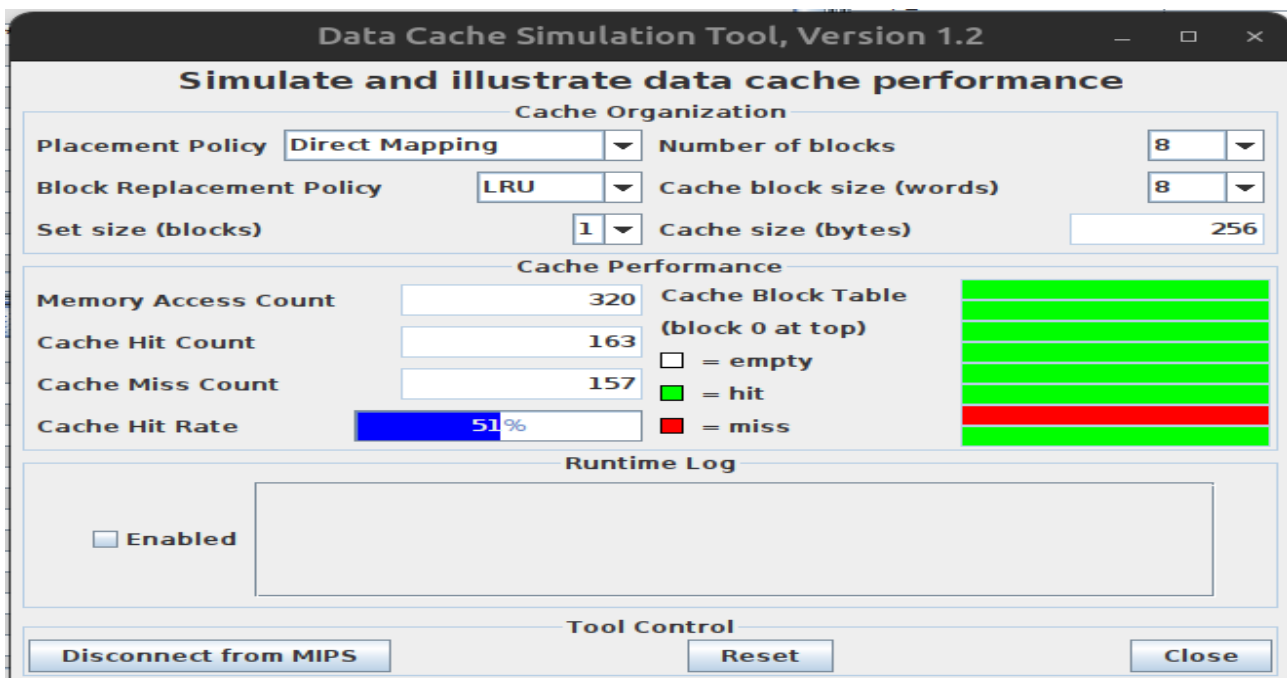 Data Cache Simulation Tool, Version 1.2
Simulate and illustrate data cache performance
Cache Organization
Placement Policy Direct Mapping Number of blocks 8
Block Replacement Policy LRU Cache block size (words) 8
Set size (blocks) 1 Cache size (bytes) 256
Cache Performance
Memory Access Count 320 Cache Block Table
(block 0 at top)
Cache Hit Count 163
= empty
Cache Miss Count 157
= hit
Cache Hit Rate 51% = miss
Runtime Log
Enabled
Tool Control
Disconnect from MIPS Reset Close